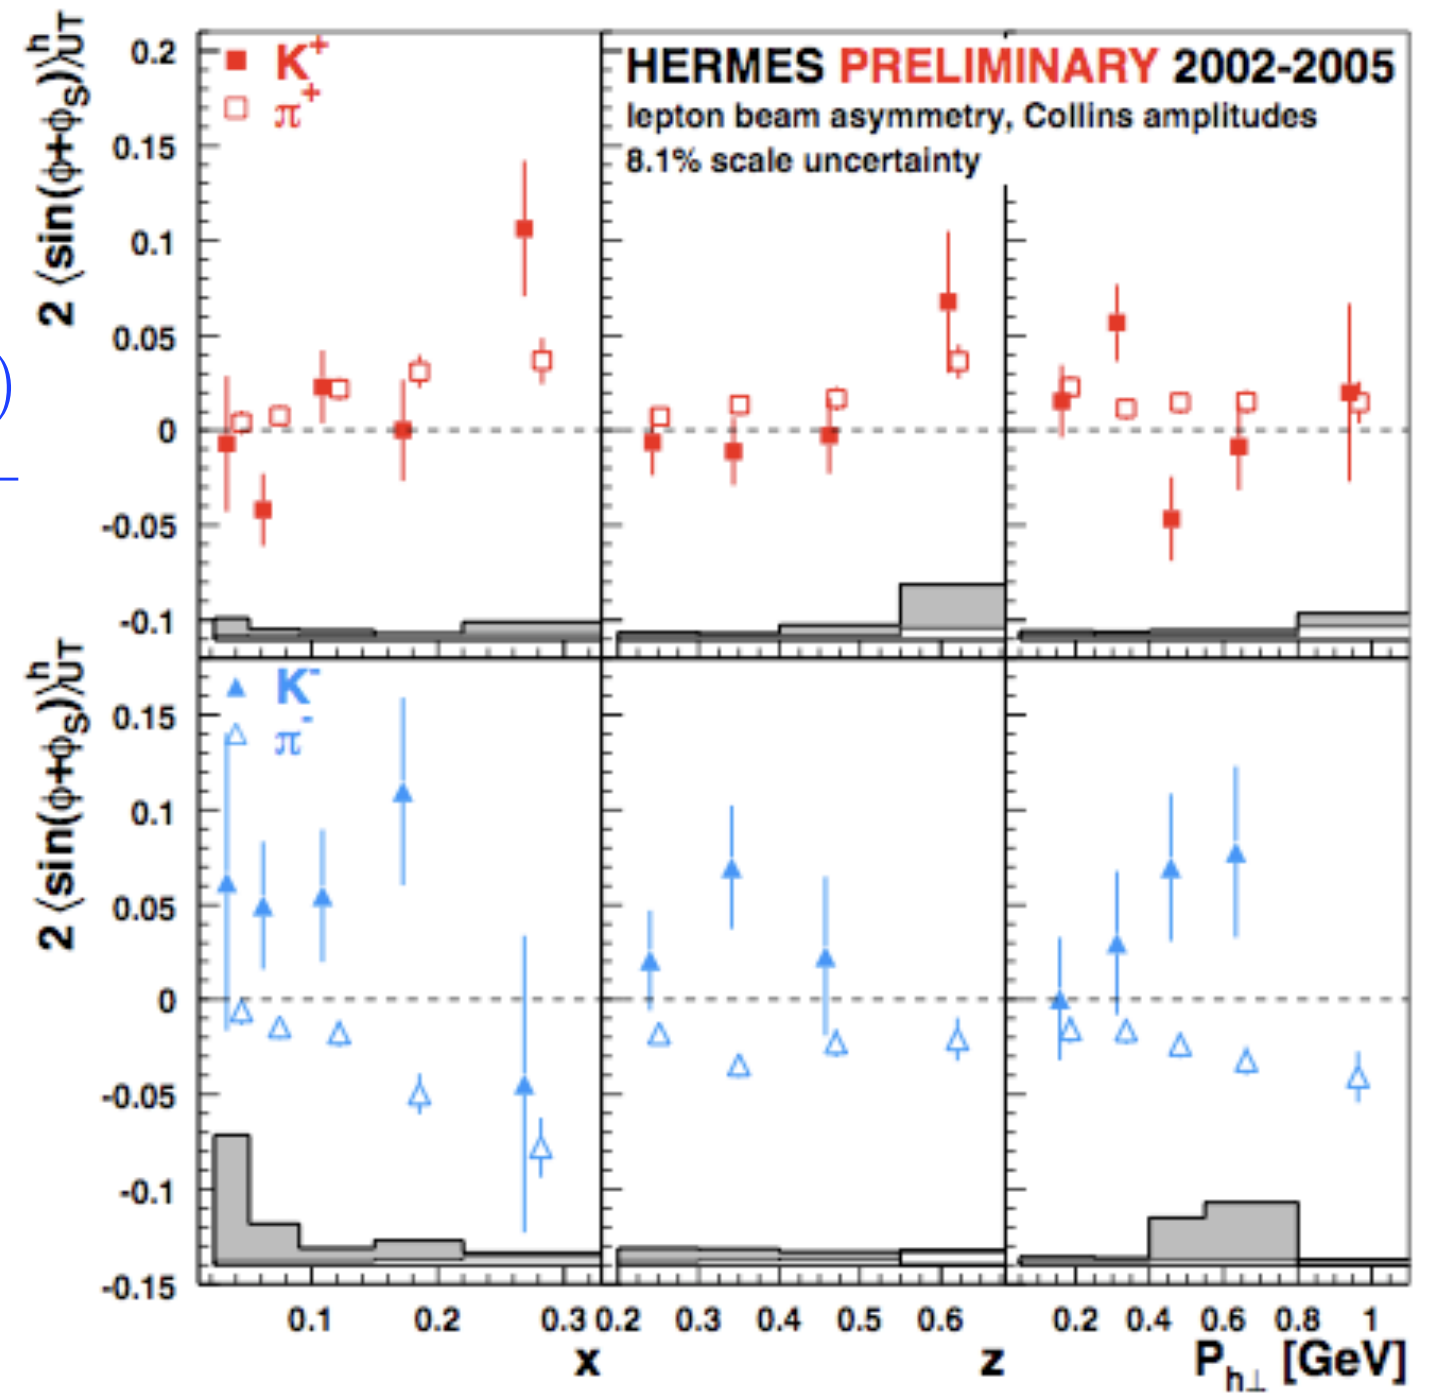 2 ⟨sin(ϕ+ϕS)⟩hUT
0.2
0.15
0.1
0.05
0
-0.05
-0.1
K+
π+
HERMES PRELIMINARY 2002-2005
lepton beam asymmetry, Collins amplitudes
8.1% scale uncertainty
)
2 ⟨sin(ϕ+ϕS)⟩hUT
0.15
0.1
0.05
0
-0.05
-0.1
-0.15
K-
π-
0.1 0.2 0.3 0.2 0.3 0.4 0.5 0.6 0.2 0.4 0.6 0.8 1
x z Ph⊥ [GeV]